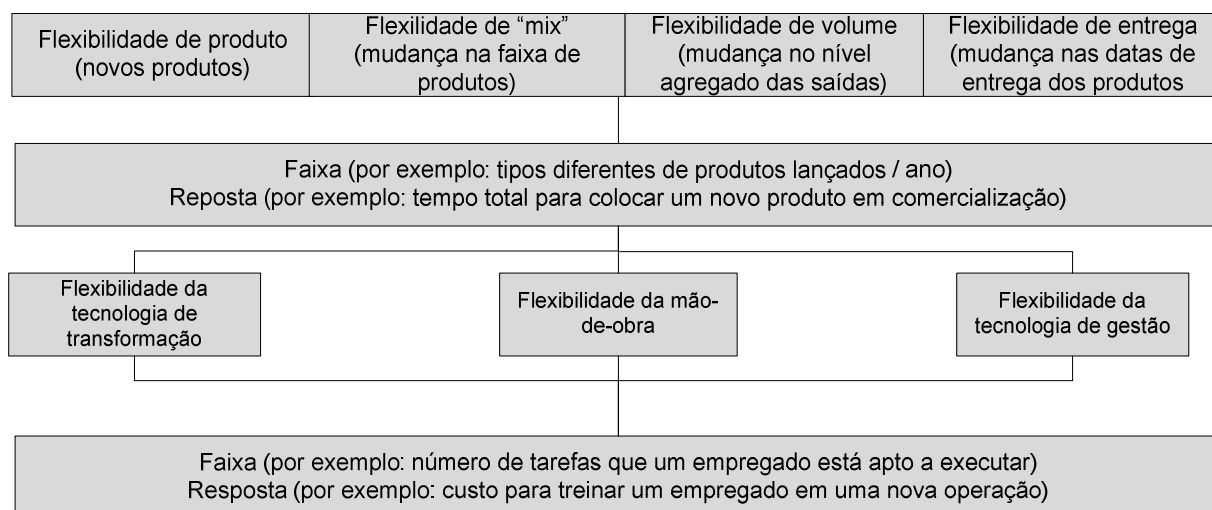 Flexibilidade de produto
(novos produtos)
Flexilidade de “mix”
(mudança na faixa de
produtos)
Flexibilidade de volume
(mudança no nível
agregado das saídas)
Flexibilidade de entrega
(mudança nas datas de
entrega dos produtos
Faixa (por exemplo: tipos diferentes de produtos lançados / ano)
Reposta (por exemplo: tempo total para colocar um novo produto em comercialização)
Flexibilidade da
tecnologia de
transformação
Flexibilidade da mão-
de-obra
Flexibilidade da
tecnologia de gestão
Faixa (por exemplo: número de tarefas que um empregado está apto a executar)
Resposta (por exemplo: custo para treinar um empregado em uma nova operação)